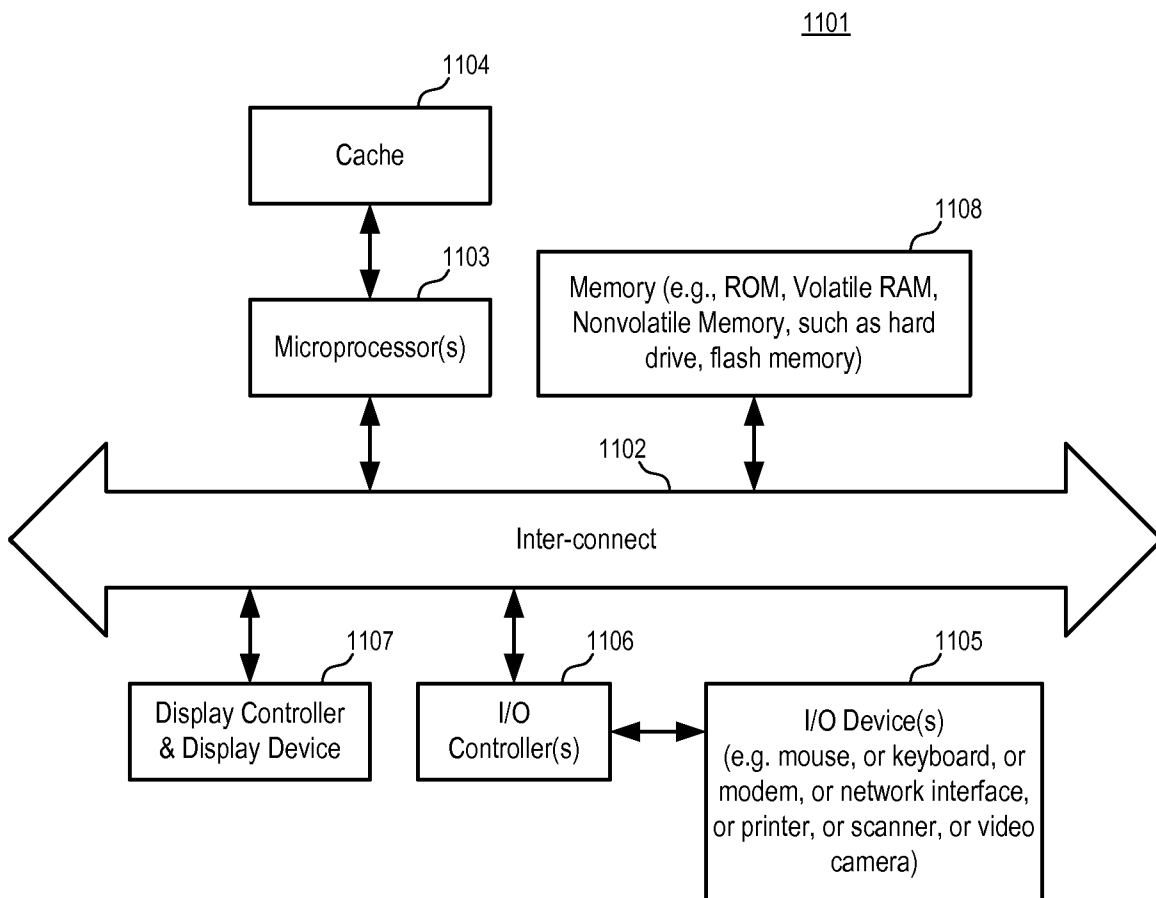 1101
1104
Cache
1103
Microprocessor(s)
1108
Memory (e.g., ROM, Volatile RAM,
Nonvolatile Memory, such as hard
drive, flash memory)
1102
Inter-connect
1107
Display Controller
& Display Device
1106
I/O
Controller(s)
1105
I/O Device(s)
(e.g. mouse, or keyboard, or
modem, or network interface,
or printer, or scanner, or video
camera)